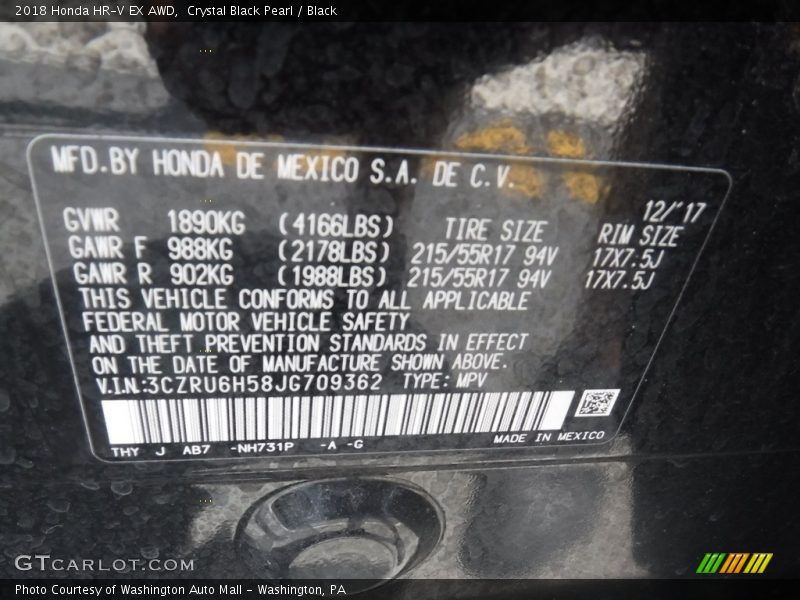 2018 Honda HR-V EX AWD, Crystal Black Pearl / Black
MFD.BY HONDA DE MEXICO S.A. DE C.V.
12/'17
GVWR 1890KG (4166LBS) TIRE SIZE RIM SIZE
GAWR F 988KG (2178LBS) 215/55R17 94V 17X7.5J
GAWR R 902KG (1988LBS) 215/55R17 94V 17X7.5J
THIS VEHICLE CONFORMS TO ALL APPLICABLE
FEDERAL MOTOR VEHICLE SAFETY
AND THEFT PREVENTION STANDARDS IN EFFECT
ON THE DATE OF MANUFACTURE SHOWN ABOVE.
V.I.N.:3CZRU6H58JG709362 TYPE: MPV
THY J AB7 -NH731P -A -G MADE IN MEXICO
GTCARLOT.COM
Photo Courtesy of Washington Auto Mall - Washington, PA